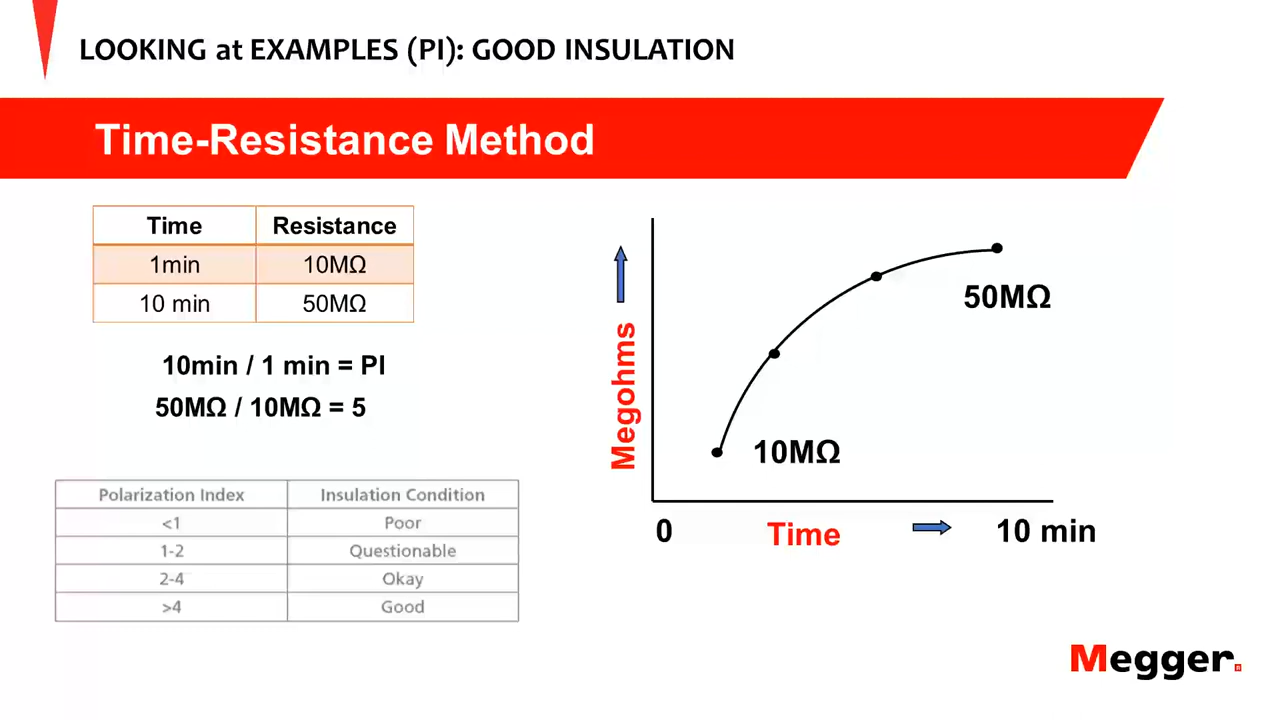 LOOKING at EXAMPLES (PI): GOOD INSULATION
Time-Resistance Method
Time Resistance
1min 10MΩ
10 min 50MΩ
10min / 1 min = PI
50MΩ / 10MΩ = 5
Polarization Index Insulation Condition
<1 Poor
1-2 Questionable
2-4 Okay
>4 Good
Megohms
50MΩ
10MΩ
0 Time 10 min
Megger.